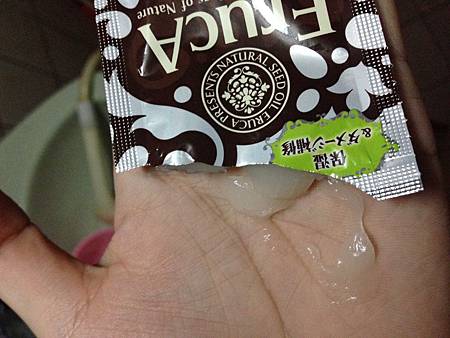 保湿
&ダメージ補修
ERUCA PRESENTS NATURAL SEED OIL
ERUCA
of Nature